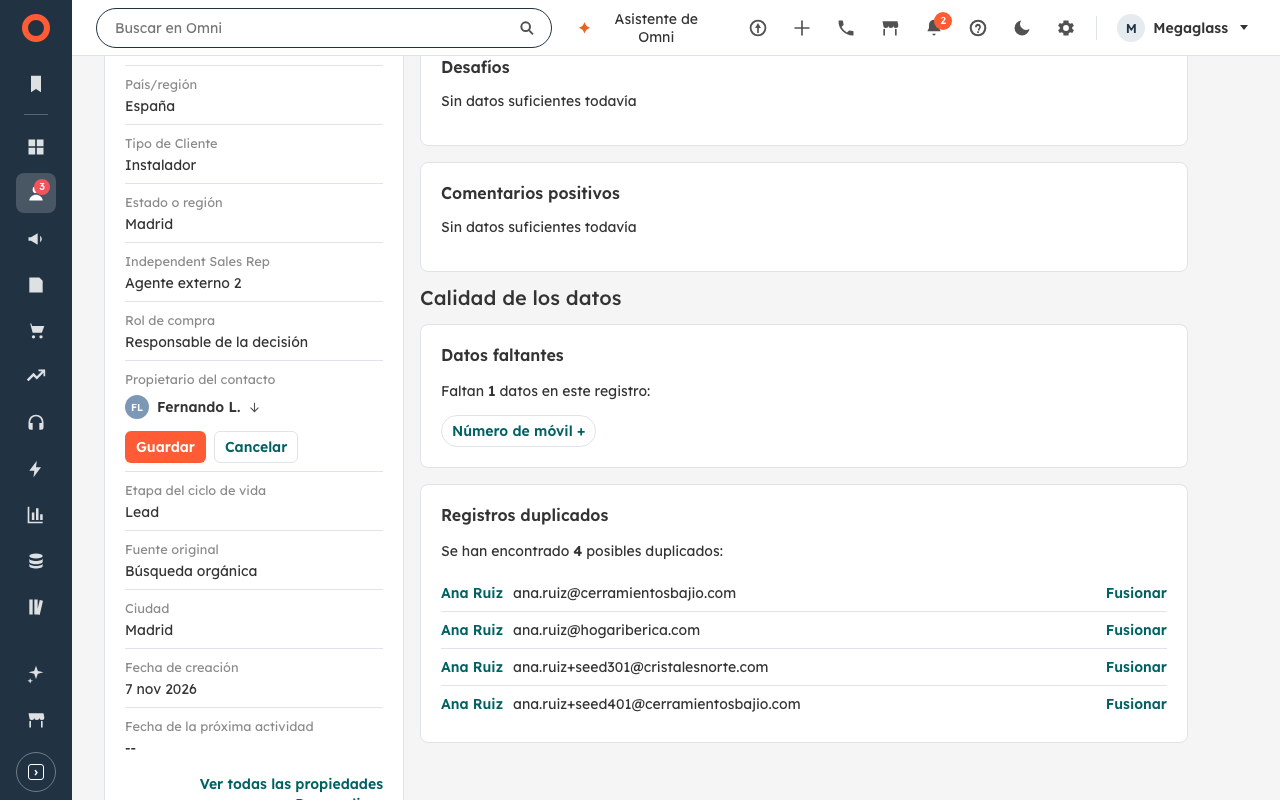 Buscar en Omni
Asistente de
Omni
2
M
Megaglass
3
País/región
España
Tipo de Cliente
Instalador
Estado o región
Madrid
Independent Sales Rep
Agente externo 2
Rol de compra
Responsable de la decisión
Propietario del contacto
FL Fernando L.
Guardar
Cancelar
Etapa del ciclo de vida
Lead
Fuente original
Búsqueda orgánica
Ciudad
Madrid
Fecha de creación
7 nov 2026
Fecha de la próxima actividad
--
Ver todas las propiedades
Desafíos
Sin datos suficientes todavía
Comentarios positivos
Sin datos suficientes todavía
Calidad de los datos
Datos faltantes
Faltan 1 datos en este registro:
Número de móvil +
Registros duplicados
Se han encontrado 4 posibles duplicados:
Ana Ruiz ana.ruiz@cerramientosbajio.com Fusionar
Ana Ruiz ana.ruiz@hogariberica.com Fusionar
Ana Ruiz ana.ruiz+seed301@cristalesnorte.com Fusionar
Ana Ruiz ana.ruiz+seed401@cerramientosbajio.com Fusionar